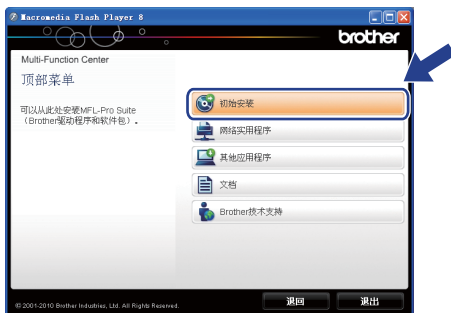 Macromedia Flash Player 8
brother
Multi-Function Center
顶部菜单
可以从此处安装MFL-Pro Suite
（Brother驱动程序和软件包）。
初始安装
网络实用程序
其他应用程序
文档
Brother技术支持
© 2001-2010 Brother Industries, Ltd. All Rights Reserved.
退回
退出